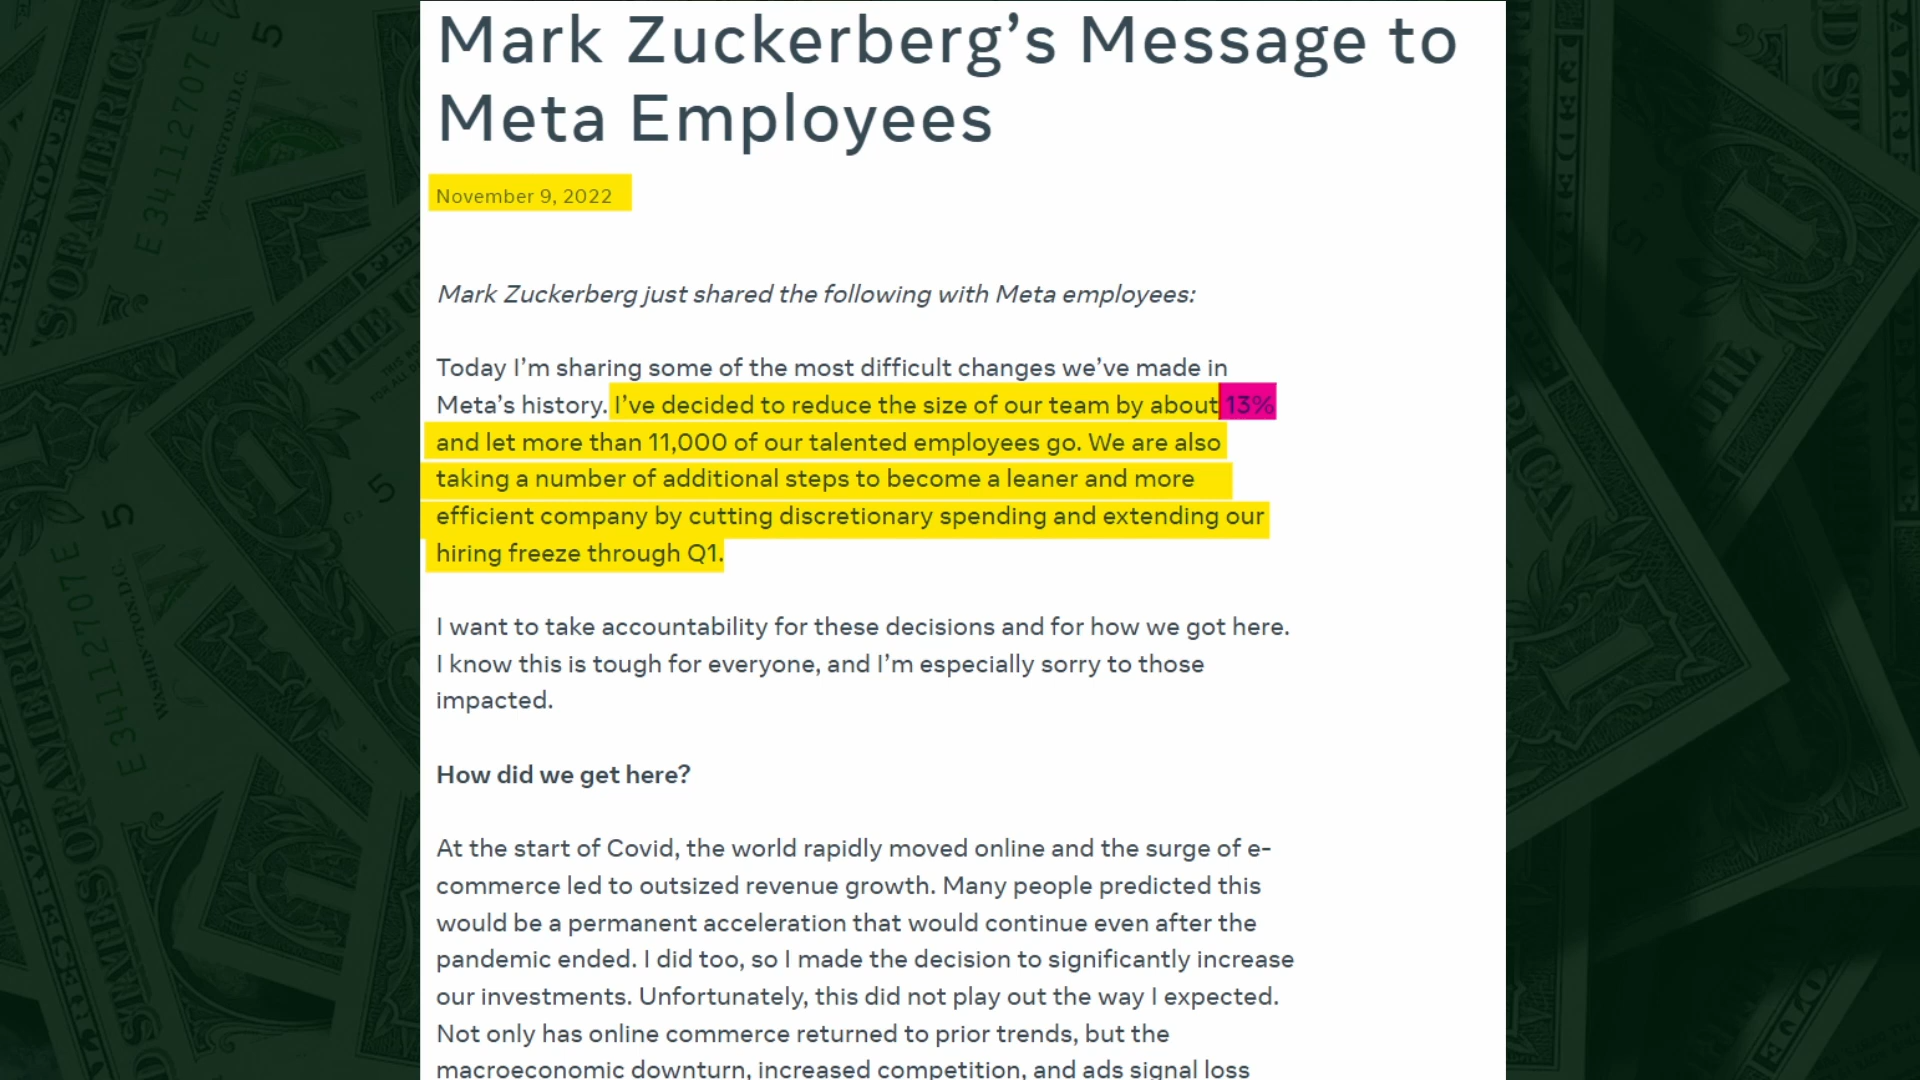 Mark Zuckerberg’s Message to
Meta Employees
November 9, 2022
Mark Zuckerberg just shared the following with Meta employees:
Today I’m sharing some of the most difficult changes we’ve made in
Meta’s history. I’ve decided to reduce the size of our team by about 13%
and let more than 11,000 of our talented employees go. We are also
taking a number of additional steps to become a leaner and more
efficient company by cutting discretionary spending and extending our
hiring freeze through Q1.
I want to take accountability for these decisions and for how we got here.
I know this is tough for everyone, and I’m especially sorry to those
impacted.
How did we get here?
At the start of Covid, the world rapidly moved online and the surge of e-
commerce led to outsized revenue growth. Many people predicted this
would be a permanent acceleration that would continue even after the
pandemic ended. I did too, so I made the decision to significantly increase
our investments. Unfortunately, this did not play out the way I expected.
Not only has online commerce returned to prior trends, but the
macroeconomic downturn, increased competition, and ads signal loss